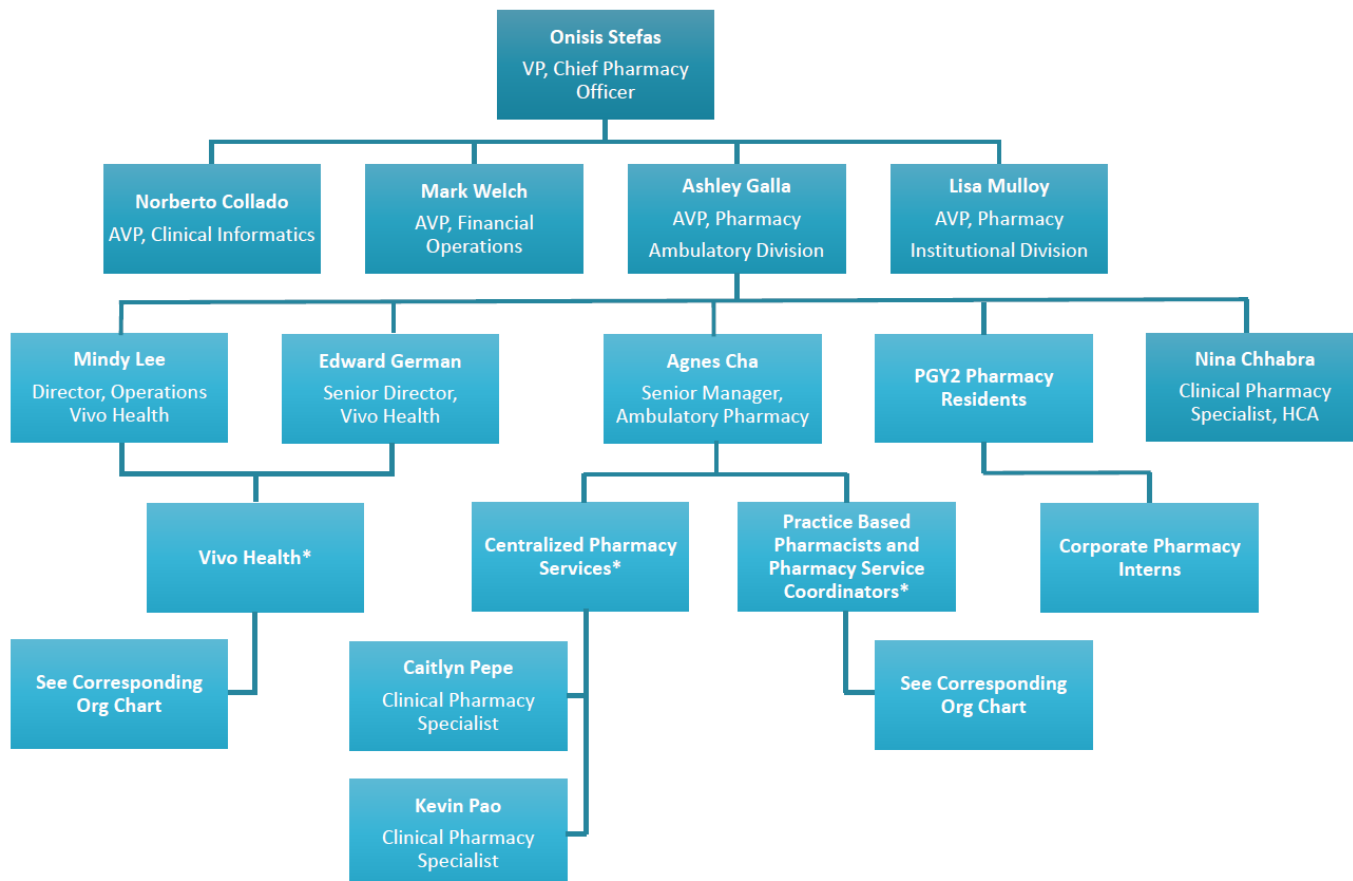 Onisis Stefas
VP, Chief Pharmacy
Officer
Norberto Collado
AVP, Clinical Informatics
Mark Welch
AVP, Financial
Operations
Ashley Galla
AVP, Pharmacy
Ambulatory Division
Lisa Mulloy
AVP, Pharmacy
Institutional Division
Mindy Lee
Director, Operations
Vivo Health
Edward German
Senior Director,
Vivo Health
Agnes Cha
Senior Manager,
Ambulatory Pharmacy
PGY2 Pharmacy
Residents
Nina Chhabra
Clinical Pharmacy
Specialist, HCA
Vivo Health*
Centralized Pharmacy
Services*
Practice Based
Pharmacists and
Pharmacy Service
Coordinators*
Corporate Pharmacy
Interns
See Corresponding
Org Chart
Caitlyn Pepe
Clinical Pharmacy
Specialist
See Corresponding
Org Chart
Kevin Pao
Clinical Pharmacy
Specialist